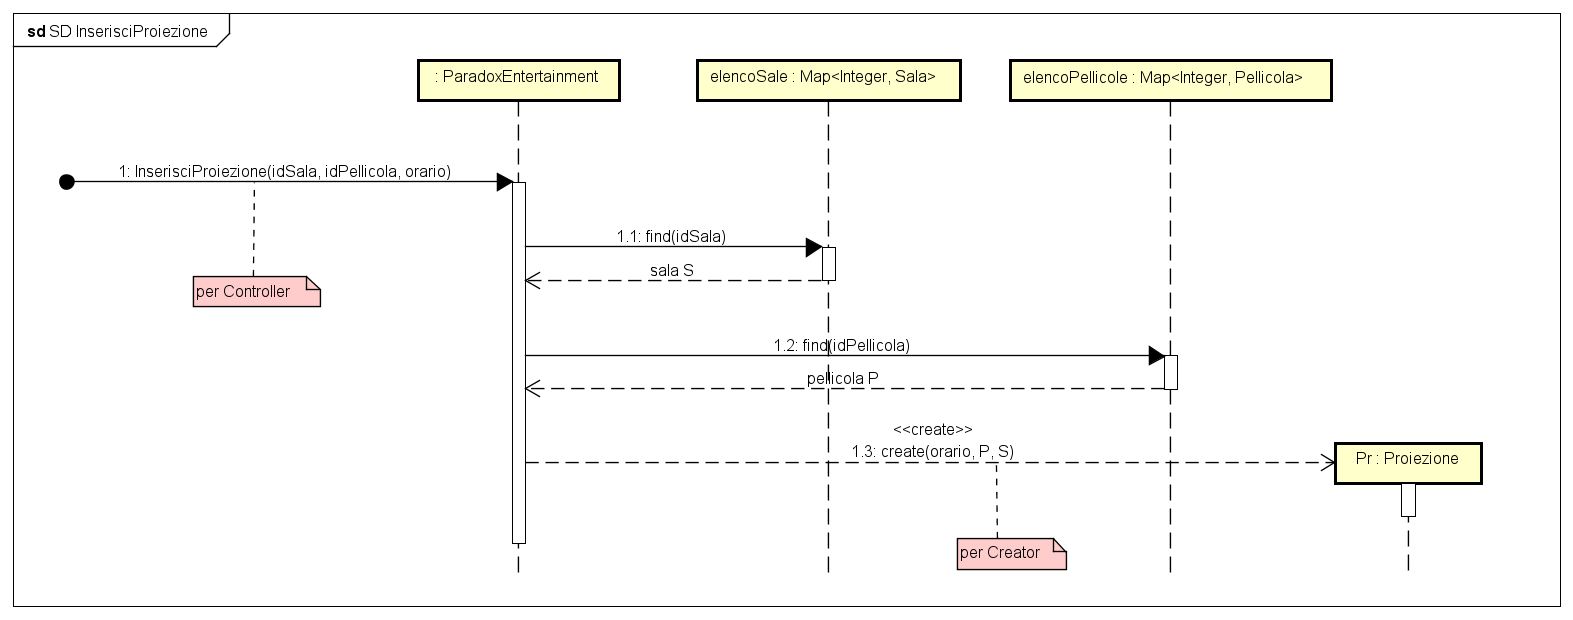 sd SD InserisciProiezione
: ParadoxEntertainment
elencoSale : Map<Integer, Sala>
elencoPellicole : Map<Integer, Pellicola>
1: InserisciProiezione(idSala, idPellicola, orario)
1.1: find(idSala)
sala S
per Controller
1.2: find(idPellicola)
pellicola P
<<create>>
1.3: create(orario, P, S)
Pr : Proiezione
per Creator